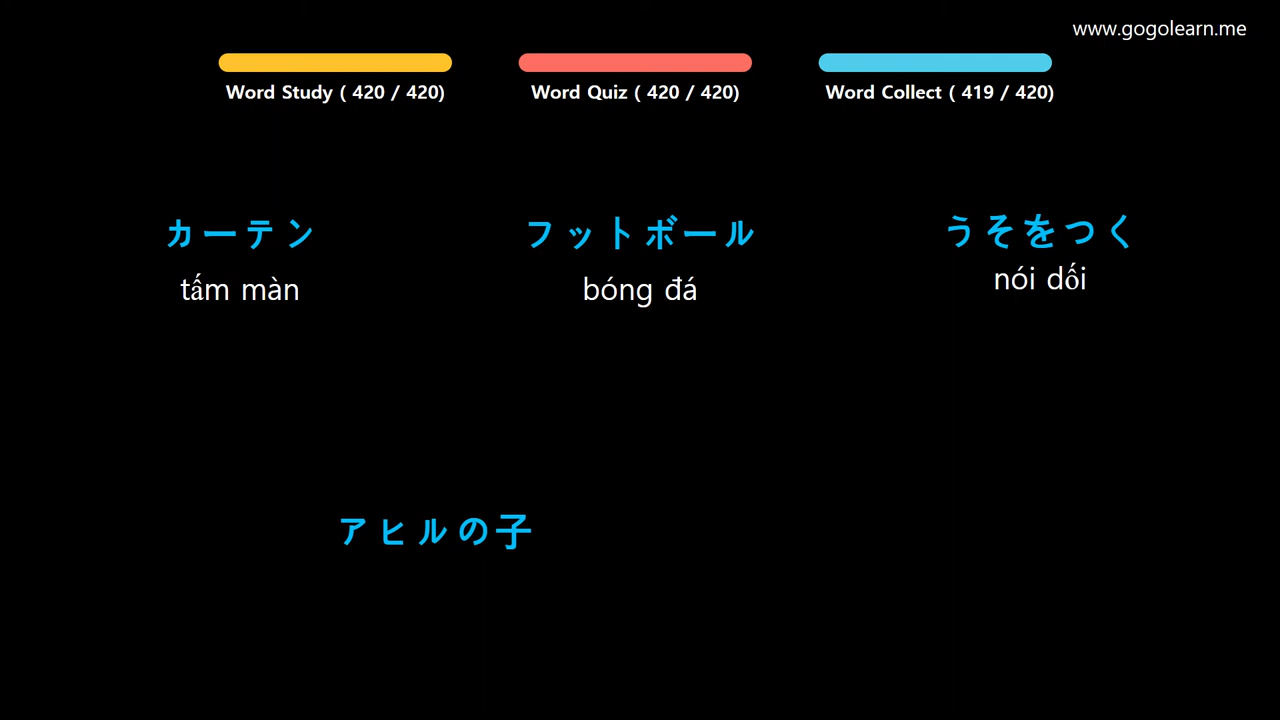 www.gogolearn.me
Word Study ( 420 / 420)
Word Quiz ( 420 / 420)
Word Collect ( 419 / 420)
カーテン
tấm màn
フットボール
bóng đá
うそをつく
nói dối
アヒルの子